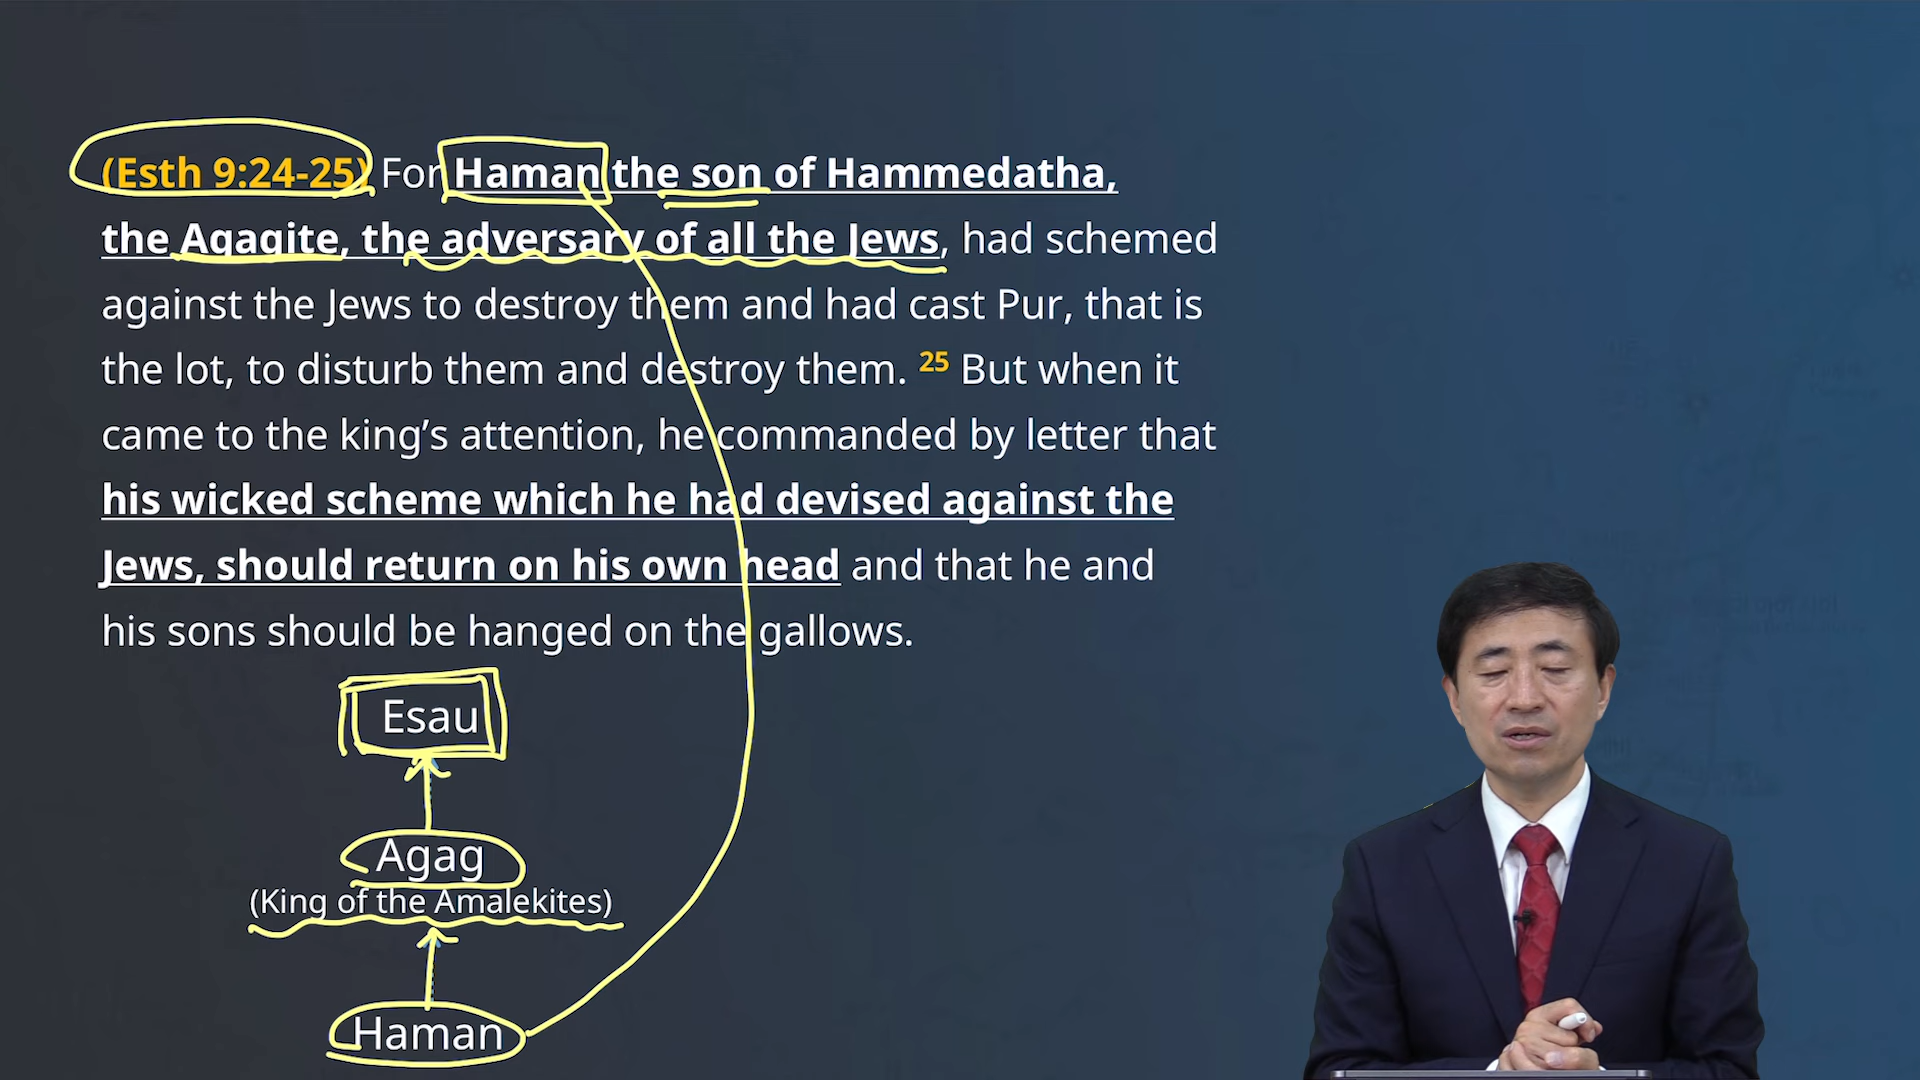 (Esth 9:24-25) For Haman the son of Hammedatha,
the Agagite, the adversary of all the Jews, had schemed
against the Jews to destroy them and had cast Pur, that is
the lot, to disturb them and destroy them. 25 But when it
came to the king’s attention, he commanded by letter that
his wicked scheme which he had devised against the
Jews, should return on his own head and that he and
his sons should be hanged on the gallows.
Esau
Agag
(King of the Amalekites)
Haman